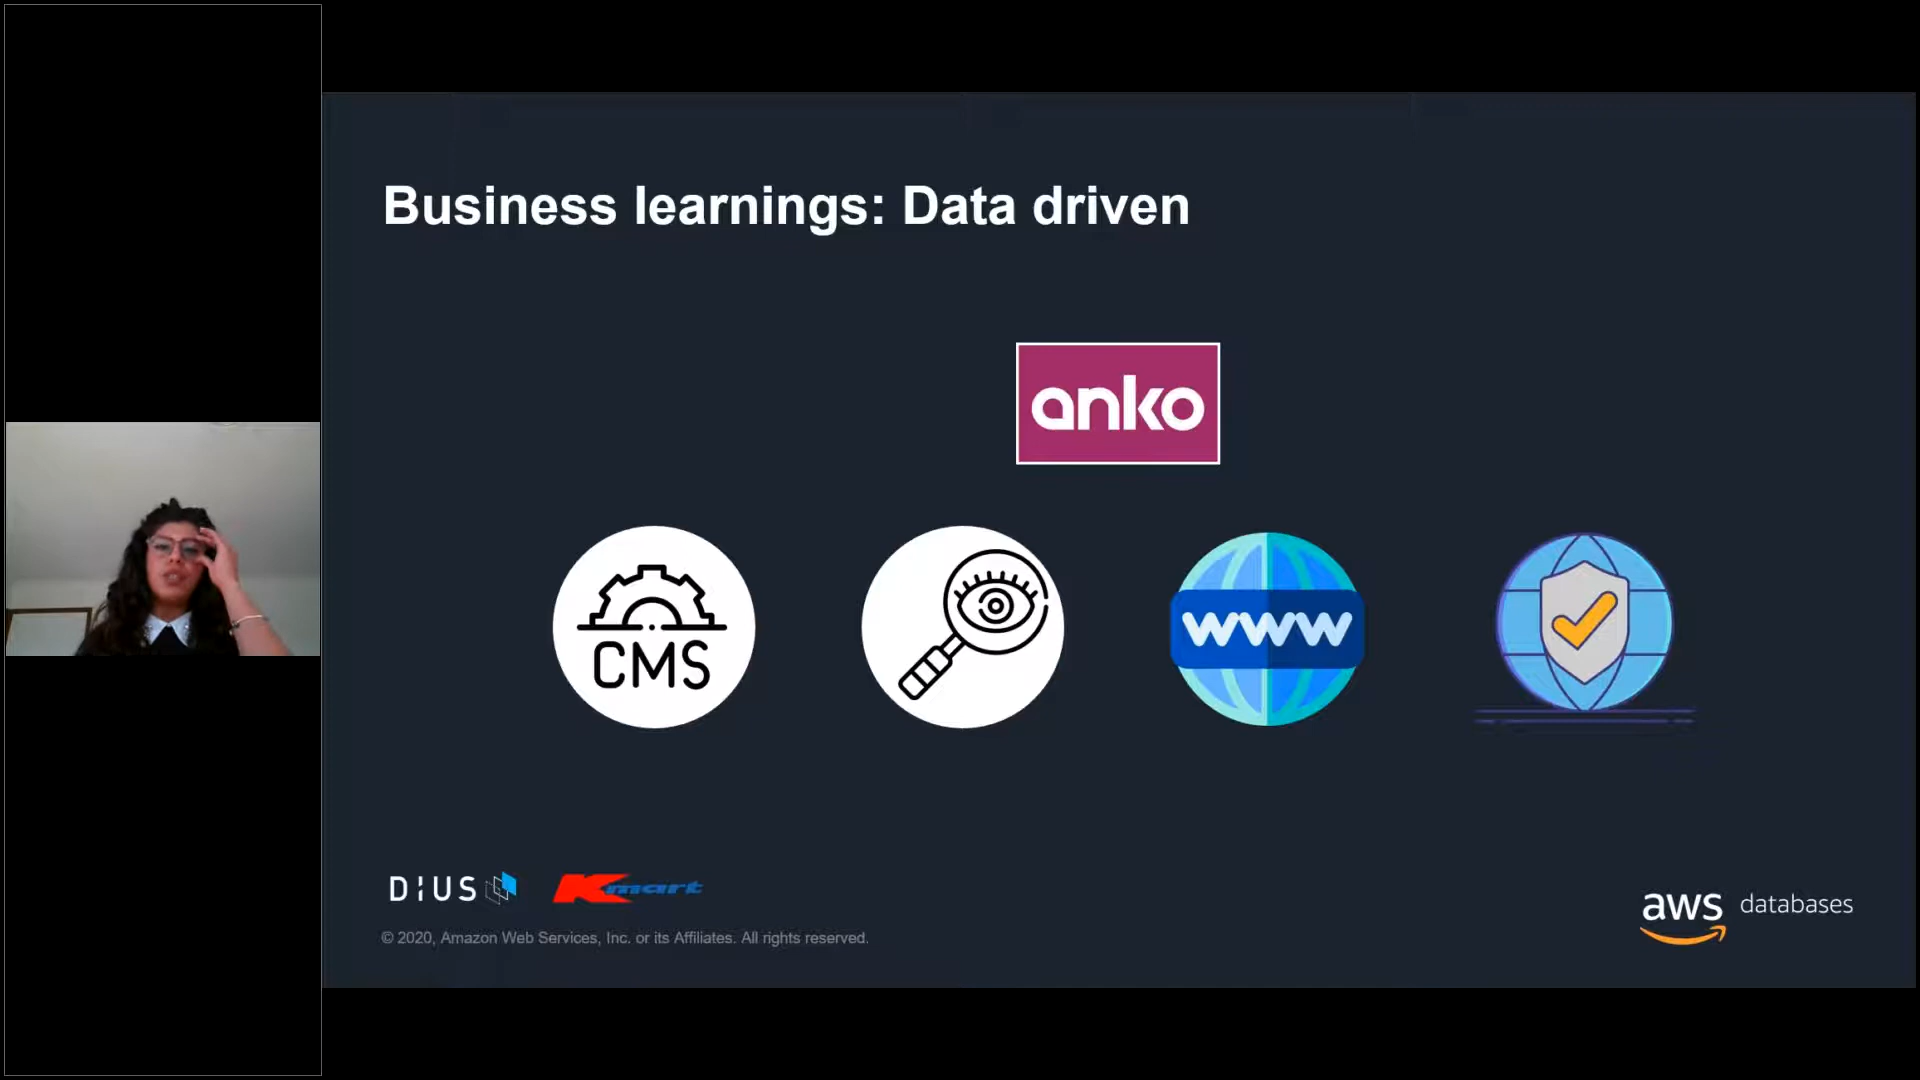 Business learnings: Data driven
anko
CMS
www
DIUS Kmart
aws databases
© 2020, Amazon Web Services, Inc. or its Affiliates. All rights reserved.